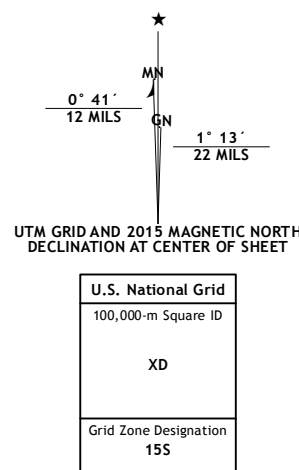 ★
MN
0° 41´
12 MILS
GN
1° 13´
22 MILS
UTM GRID AND 2015 MAGNETIC NORTH
DECLINATION AT CENTER OF SHEET
U.S. National Grid
100,000-m Square ID
XD
Grid Zone Designation
15S